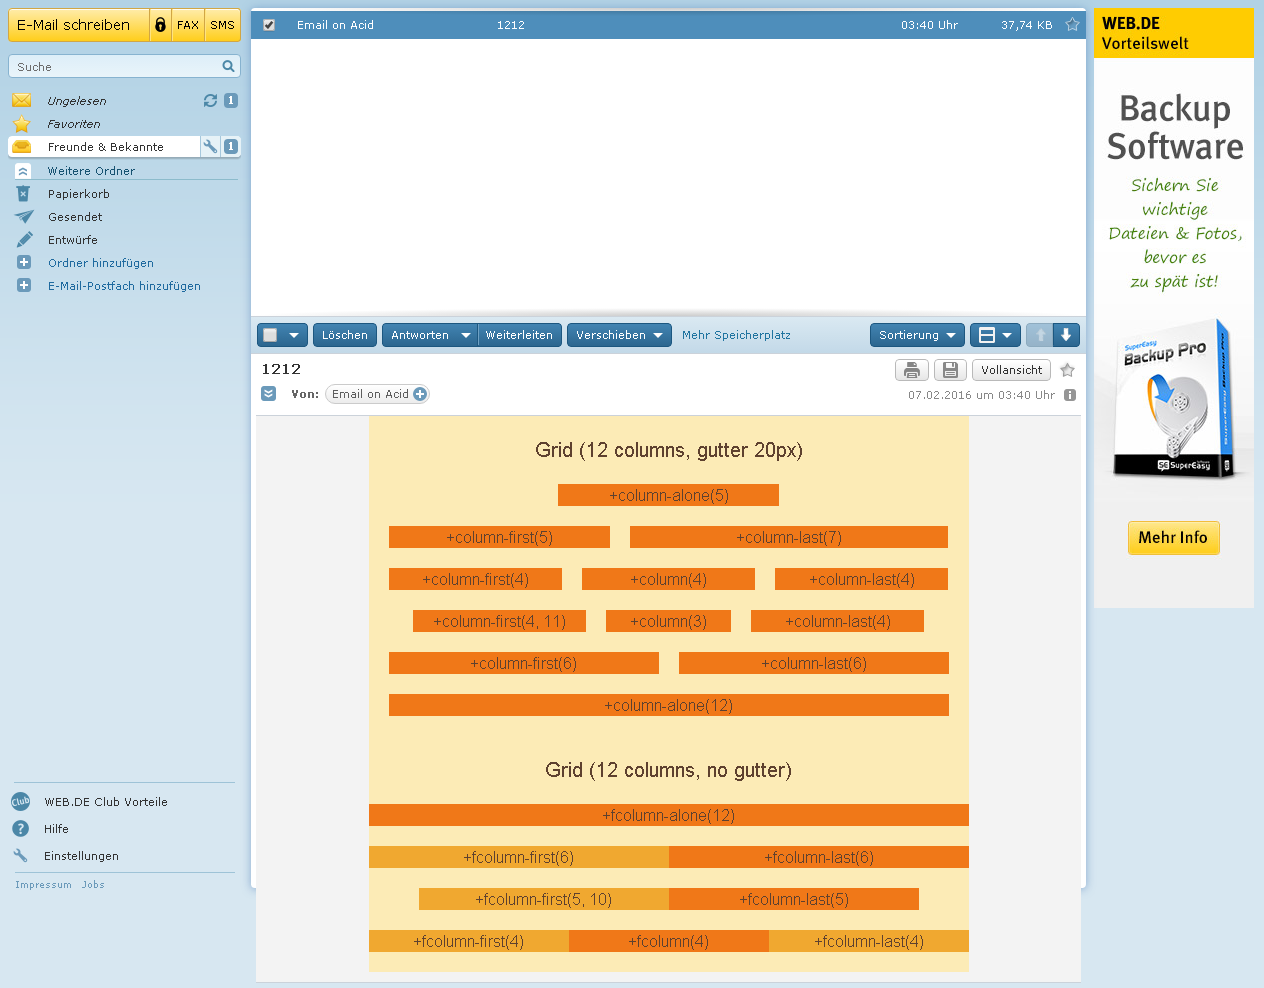 E-Mail schreiben FAX SMS
Suche
Ungelesen 1
Favoriten
Freunde & Bekannte 1
Weitere Ordner
Papierkorb
Gesendet
Entwürfe
Ordner hinzufügen
E-Mail-Postfach hinzufügen
Club WEB.DE Club Vorteile
? Hilfe
Einstellungen
Impressum Jobs
Email on Acid 1212 03:40 Uhr 37,74 KB
Löschen Antworten Weiterleiten Verschieben Mehr Speicherplatz Sortierung
1212 Vollansicht
Von: Email on Acid 07.02.2016 um 03:40 Uhr
Grid (12 columns, gutter 20px)
+column-alone(5)
+column-first(5) +column-last(7)
+column-first(4) +column(4) +column-last(4)
+column-first(4, 11) +column(3) +column-last(4)
+column-first(6) +column-last(6)
+column-alone(12)
Grid (12 columns, no gutter)
+fcolumn-alone(12)
+fcolumn-first(6) +fcolumn-last(6)
+fcolumn-first(5, 10) +fcolumn-last(5)
+fcolumn-first(4) +fcolumn(4) +fcolumn-last(4)
WEB.DE
Vorteilswelt
Backup
Software
Sichern Sie
wichtige
Dateien & Fotos,
bevor es
zu spät ist!
SuperEasy
Backup Pro
SE SuperEasy
Mehr Info